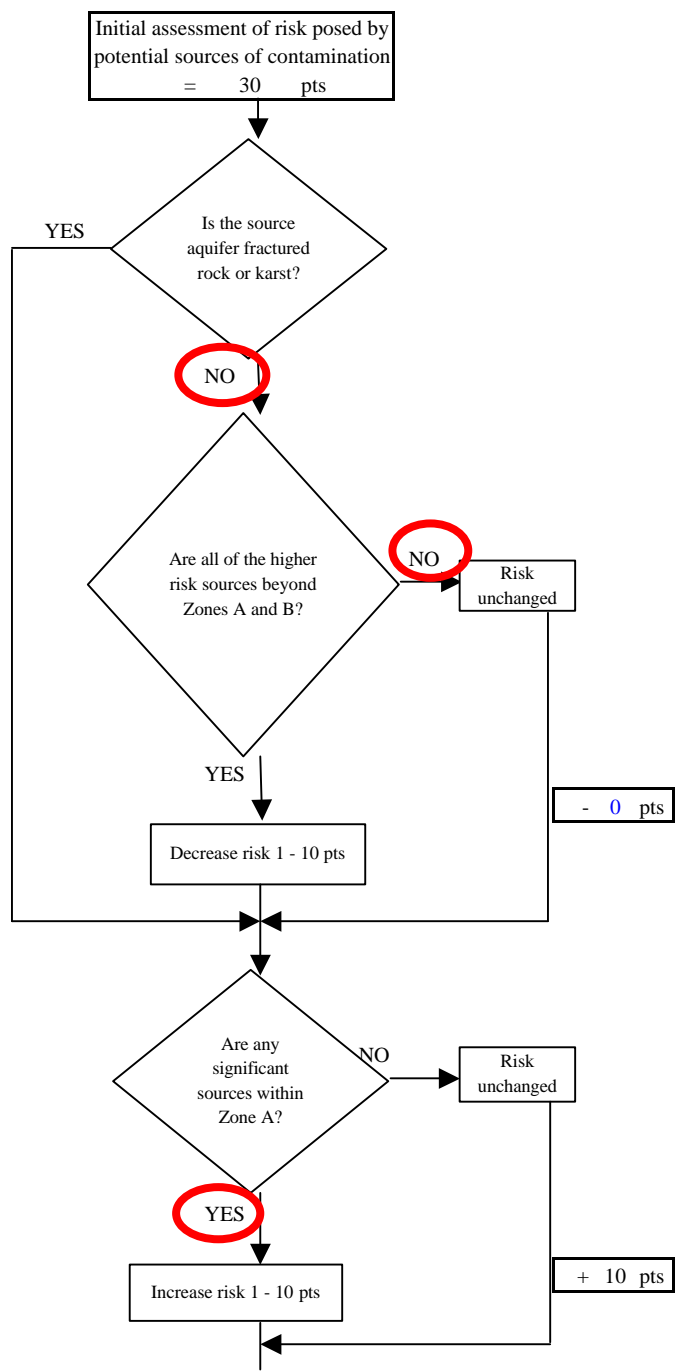 Initial assessment of risk posed by
potential sources of contamination
= 30 pts
YES
Is the source
aquifer fractured
rock or karst?
NO
Are all of the higher
risk sources beyond
Zones A and B?
NO
Risk
unchanged
YES
- 0 pts
Decrease risk 1 - 10 pts
Are any
significant
sources within
Zone A?
NO
Risk
unchanged
YES
+ 10 pts
Increase risk 1 - 10 pts